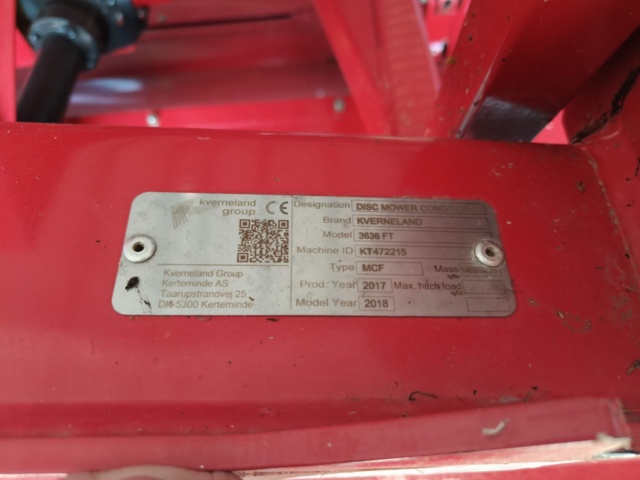 kverneland
group CE
Kverneland Group
Kerteminde AS
Taarupstrandvej 25
DK-5300 Kerteminde
Designation DISC MOWER
Brand KVERNELAND
Model 3636 FT
Machine ID KT472215
Type MCF Mass
Prod. Year 2017 Max. hitch load
Model Year 2018